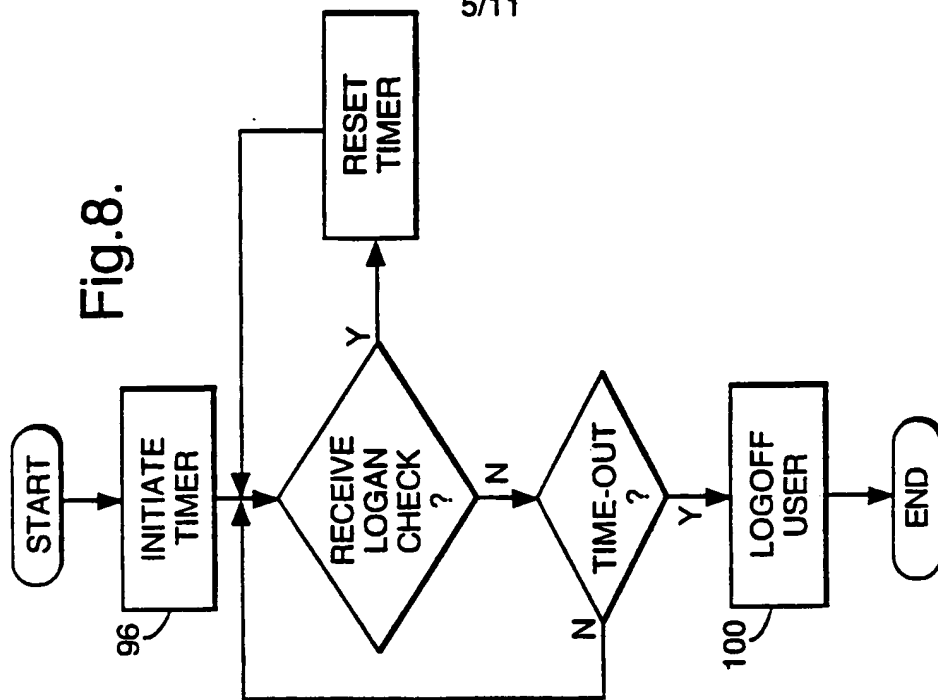 5/11
Fig.8.
START
INITIATE
TIMER
96
RECEIVE
LOGAN
CHECK
?
Y
RESET
TIMER
N
TIME-OUT
?
N
Y
LOGOFF
USER
100
END